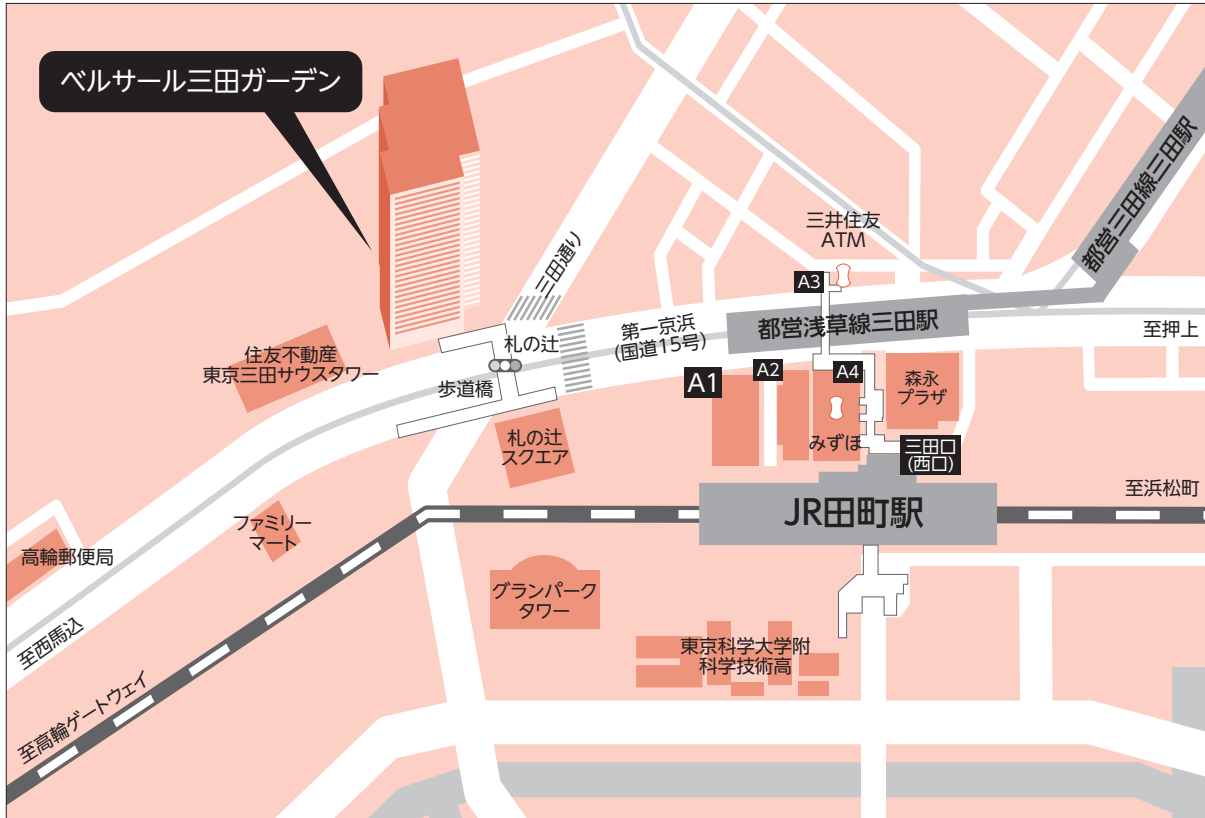 ベルサール三田ガーデン
都営三田線三田駅
三井住友
ATM
三田通り
A3
都営浅草線三田駅
第一京浜
(国道15号)
札の辻
至押上
住友不動産
東京三田サウスタワー
歩道橋
A1
A2
A4
森永
プラザ
みずほ
三田口
(西口)
札の辻
スクエア
至浜松町
JR田町駅
ファミリー
マート
高輪郵便局
グランパーク
タワー
東京科学大学附
科学技術高
至西馬込
至高輪ゲートウェイ